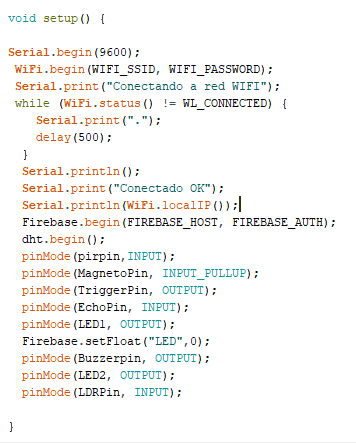 void setup() {
Serial.begin(9600);
WiFi.begin(WIFI_SSID, WIFI_PASSWORD);
Serial.print("Conectando a red WIFI");
while (WiFi.status() != WL_CONNECTED) {
Serial.print(".");
delay(500);
}
Serial.println();
Serial.print("Conectado OK");
Serial.println(WiFi.localIP());
Firebase.begin(FIREBASE_HOST, FIREBASE_AUTH);
dht.begin();
pinMode(pirpin,INPUT);
pinMode(MagnetoPin, INPUT_PULLUP);
pinMode(TriggerPin, OUTPUT);
pinMode(EchoPin, INPUT);
pinMode(LED1, OUTPUT);
Firebase.setFloat("LED",0);
pinMode(Buzzerpin, OUTPUT);
pinMode(LED2, OUTPUT);
pinMode(LDRPin, INPUT);
}